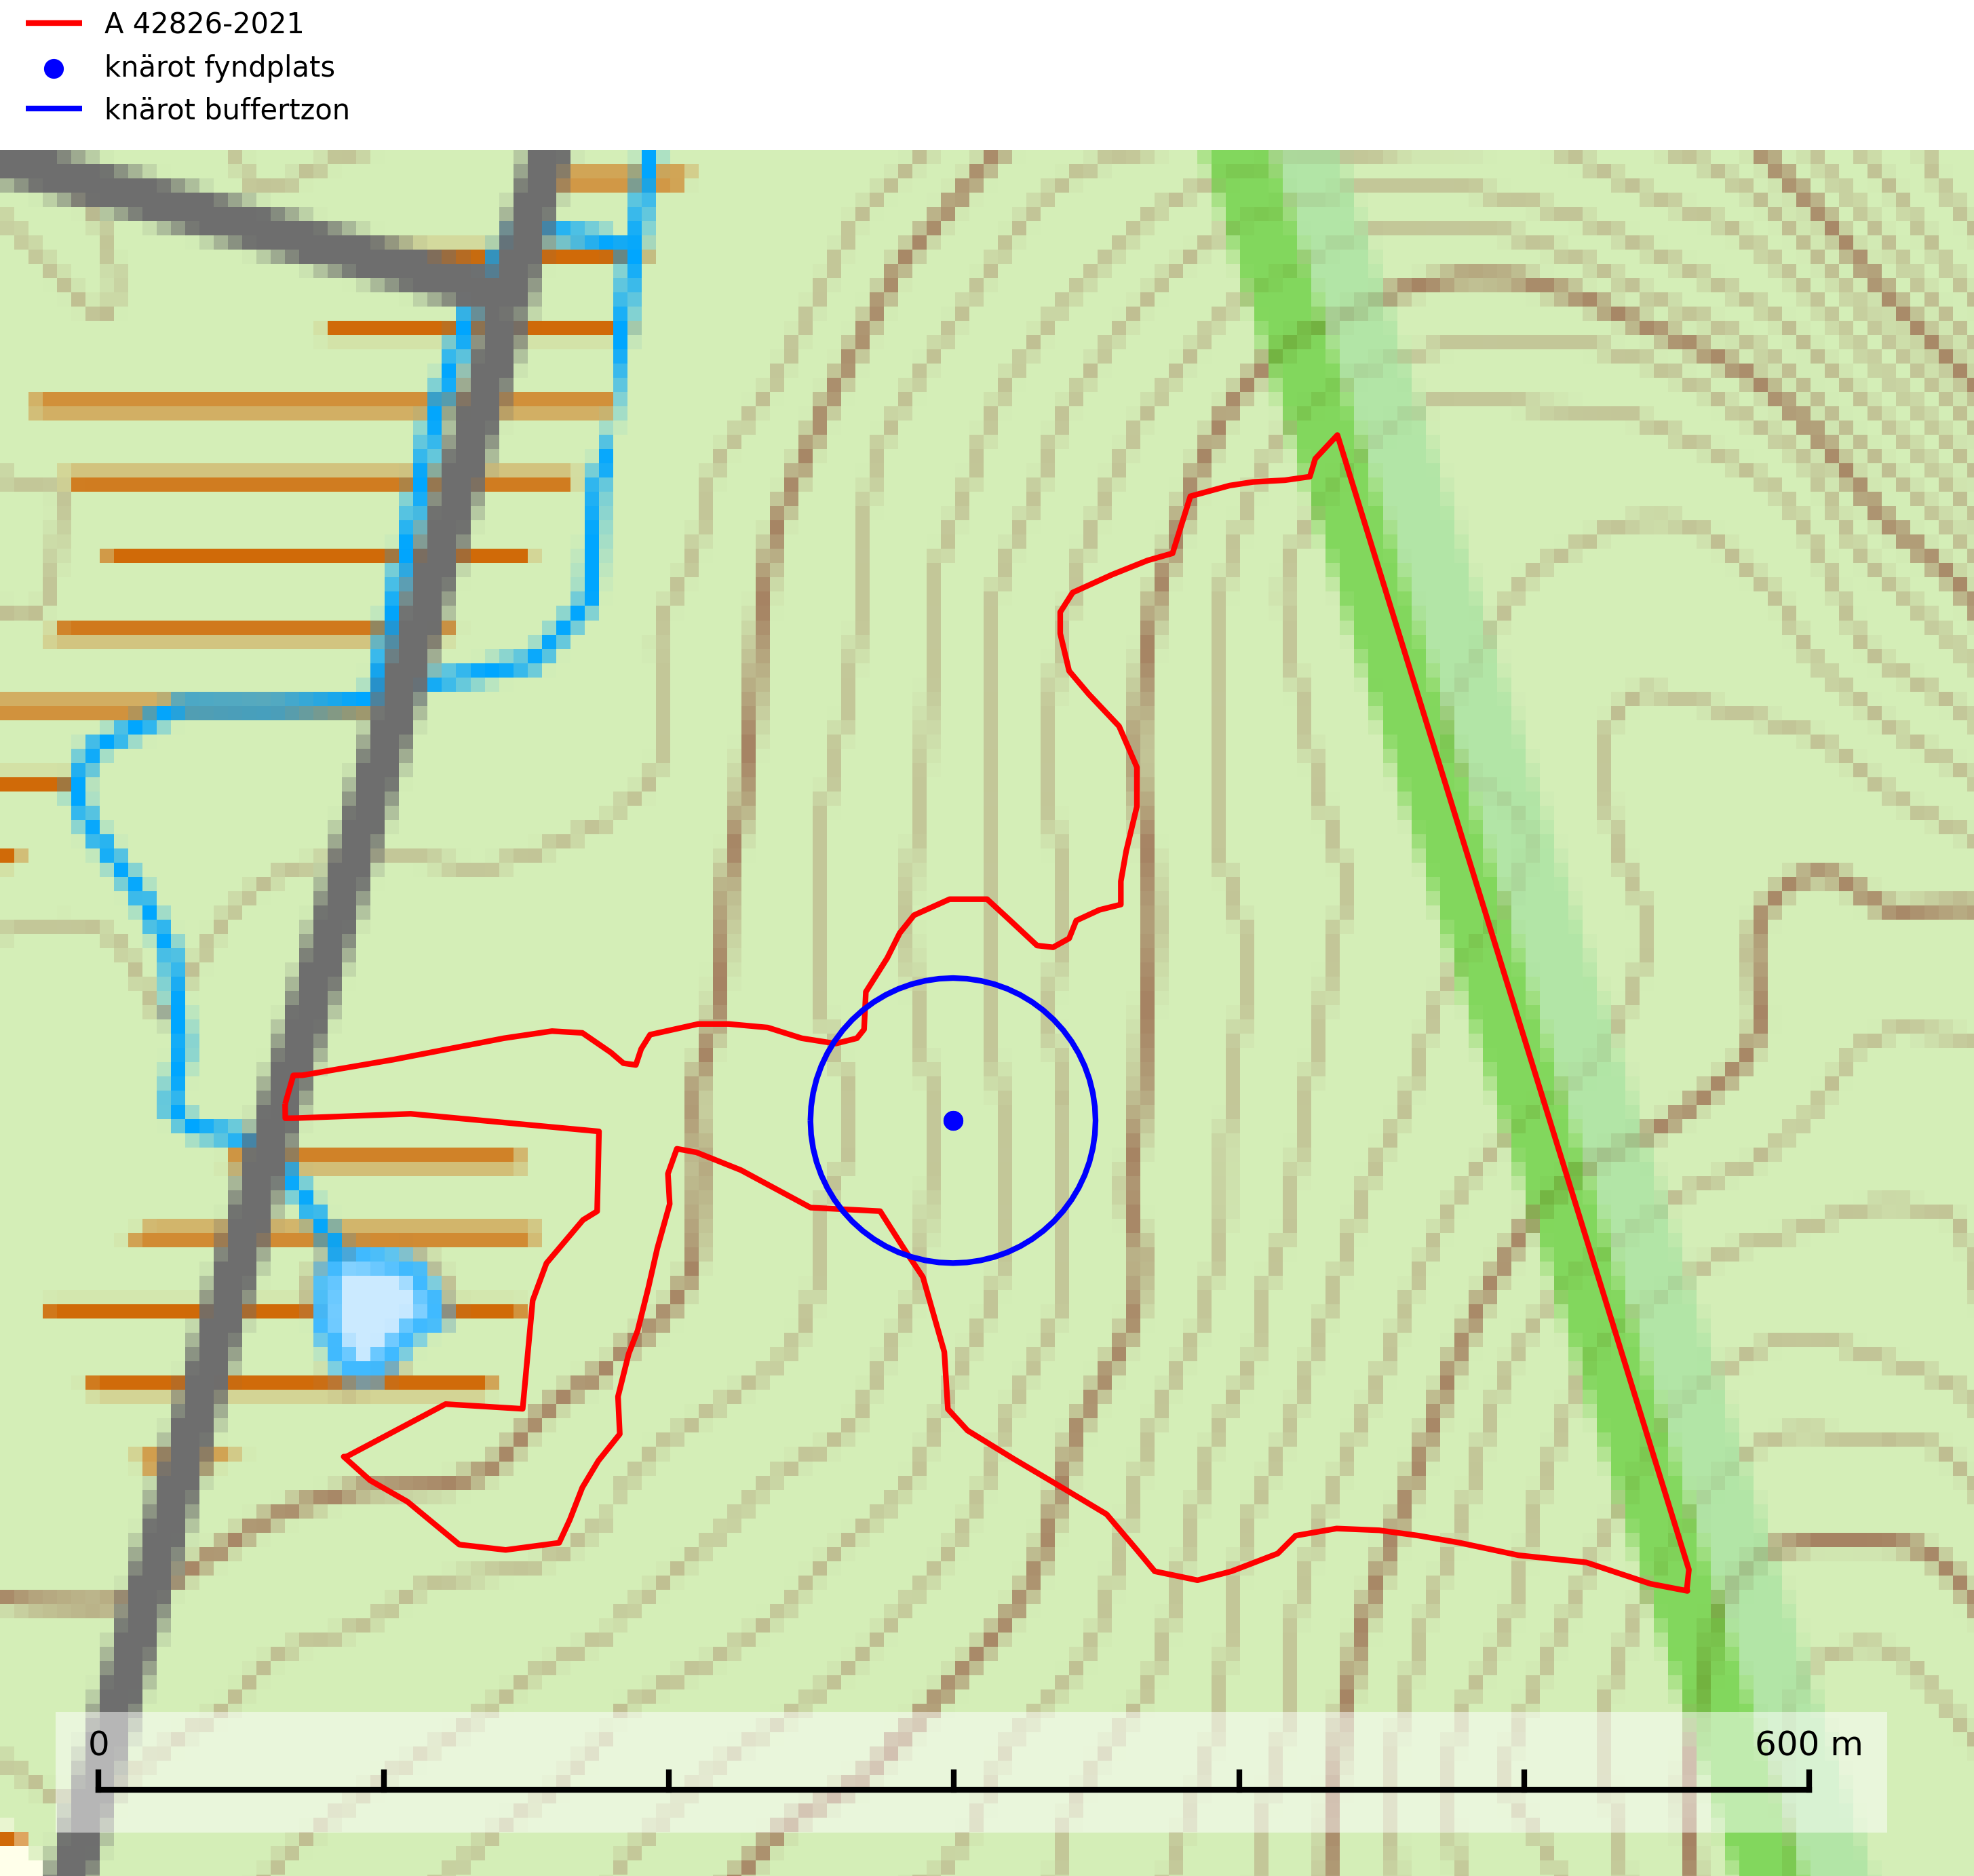 A 42826-2021
knärot fyndplats
knärot buffertzon
0
600 m